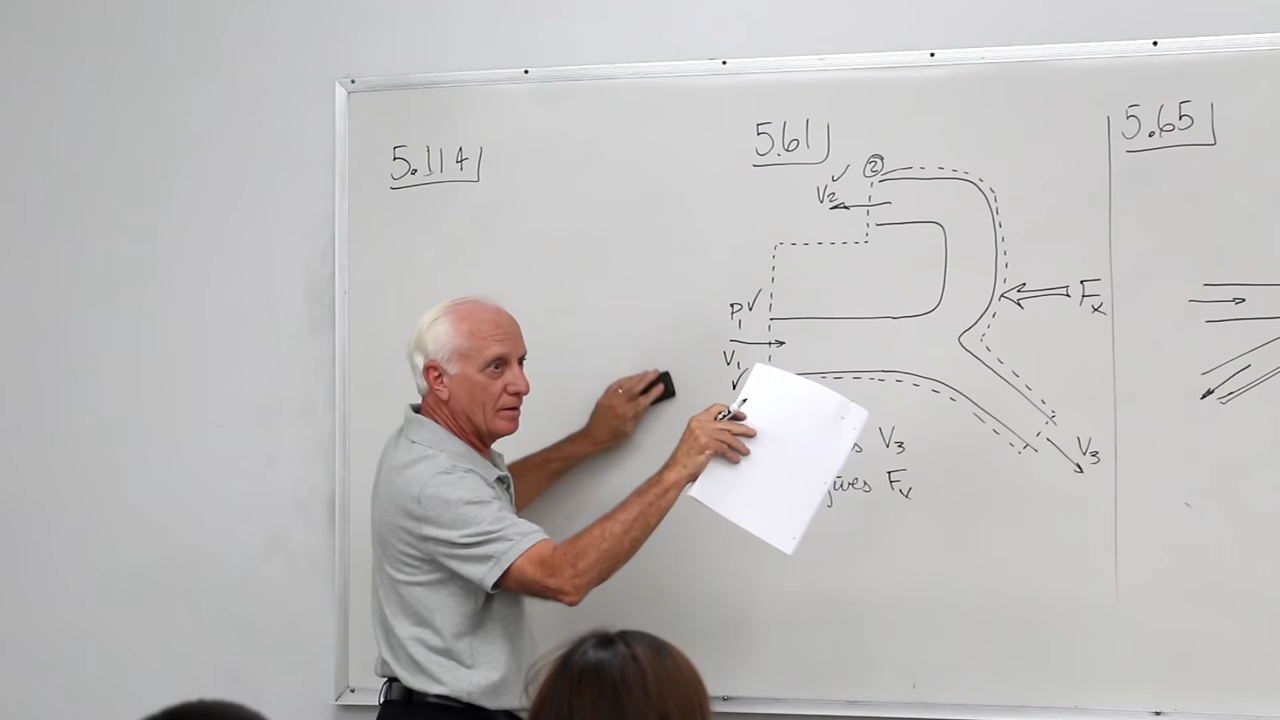 5.114
5.61
5.65
②
V₂ ✓
P₁ ✓
Fₓ
V₁
✓
V₃
V₃
Fₓ